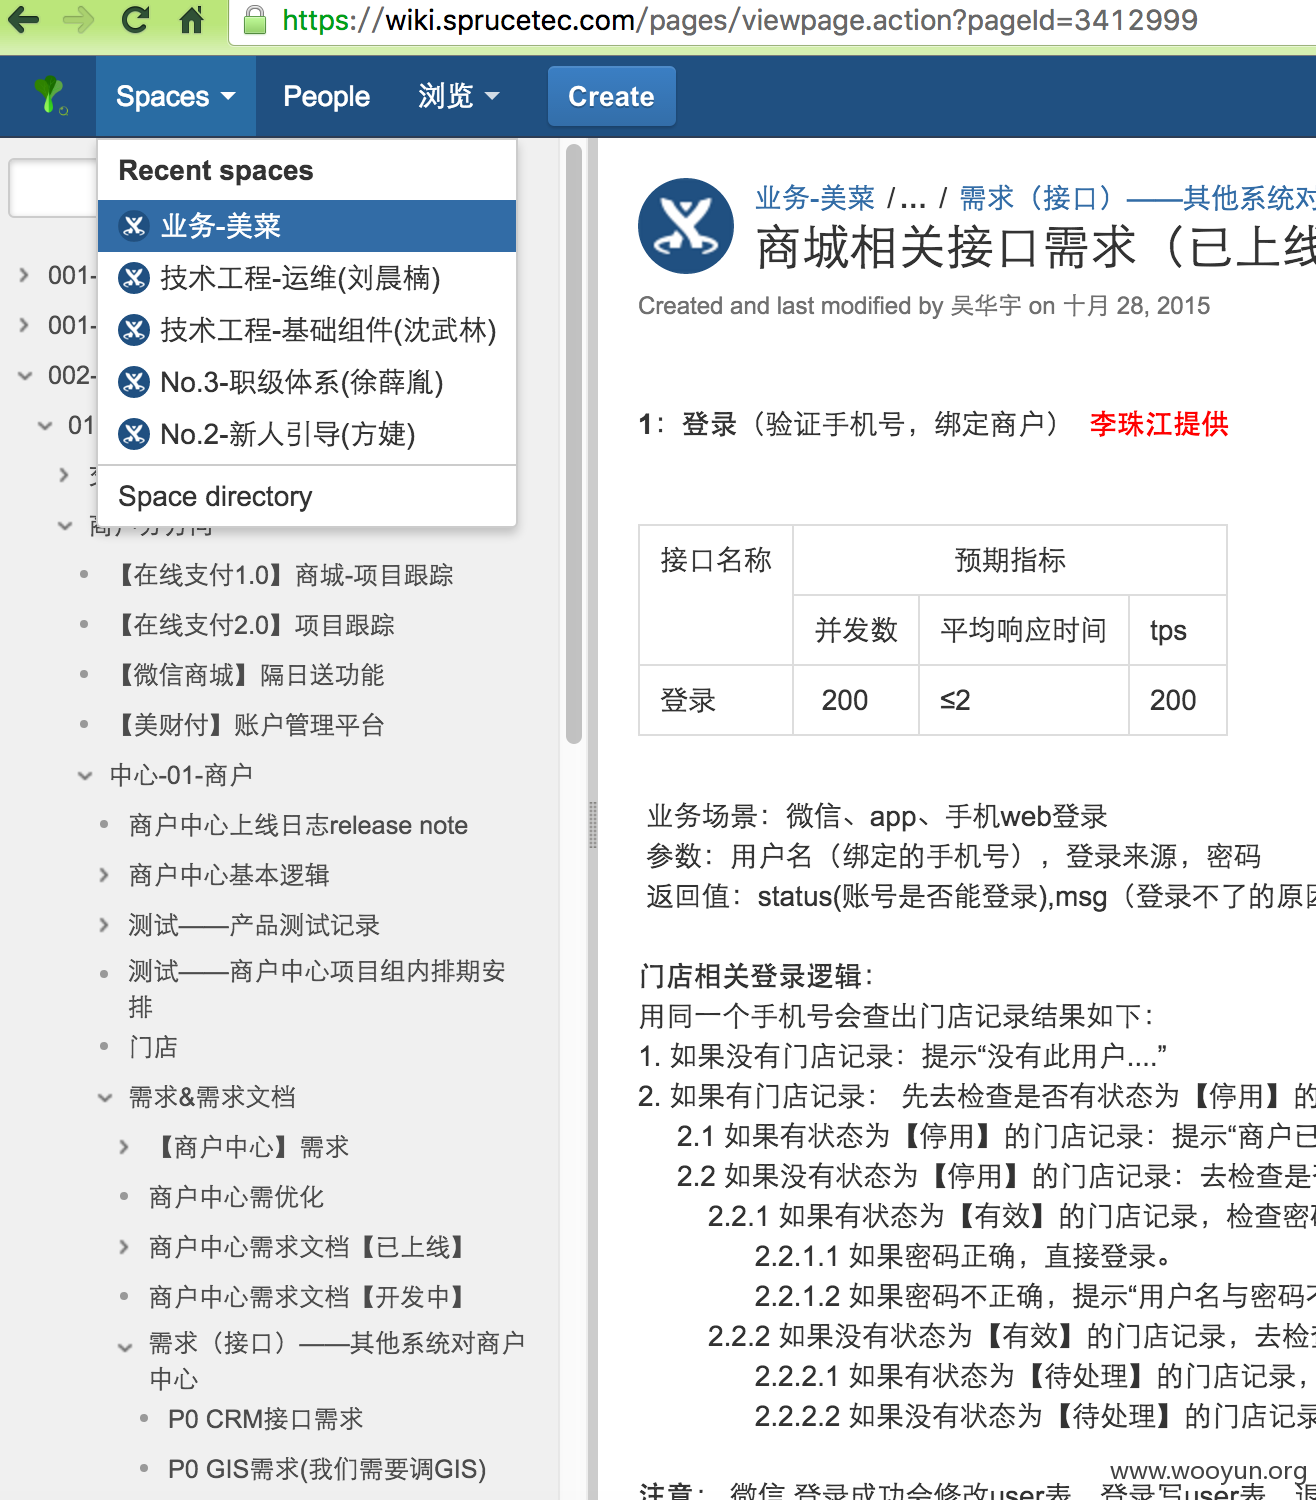 https://wiki.sprucetec.com/pages/viewpage.action?pageId=3412999
Spaces People 浏览 Create
Recent spaces
业务-美菜
技术工程-运维(刘晨楠)
技术工程-基础组件(沈武林)
No.3-职级体系(徐薛胤)
No.2-新人引导(方婕)
Space directory
001-
001-
002-
01
【在线支付1.0】商城-项目跟踪
【在线支付2.0】项目跟踪
【微信商城】隔日送功能
【美财付】账户管理平台
中心-01-商户
商户中心上线日志release note
商户中心基本逻辑
测试——产品测试记录
测试——商户中心项目组内排期安
排
门店
需求&需求文档
【商户中心】需求
商户中心需优化
商户中心需求文档【已上线】
商户中心需求文档【开发中】
需求（接口）——其他系统对商户
中心
P0 CRM接口需求
P0 GIS需求(我们需要调GIS)
业务-美菜 /... / 需求（接口）——其他系统对
商城相关接口需求（已上线
Created and last modified by 吴华宇 on 十月 28, 2015
1：登录（验证手机号，绑定商户） 李珠江提供
接口名称 预期指标
并发数 平均响应时间 tps
登录 200 ≤2 200
业务场景：微信、app、手机web登录
参数：用户名（绑定的手机号），登录来源，密码
返回值：status(账号是否能登录),msg（登录不了的原因
门店相关登录逻辑：
用同一个手机号会查出门店记录结果如下：
1. 如果没有门店记录：提示“没有此用户....”
2. 如果有门店记录： 先去检查是否有状态为【停用】的
2.1 如果有状态为【停用】的门店记录：提示“商户已
2.2 如果没有状态为【停用】的门店记录：去检查是否
2.2.1 如果有状态为【有效】的门店记录，检查密码
2.2.1.1 如果密码正确，直接登录。
2.2.1.2 如果密码不正确，提示“用户名与密码不
2.2.2 如果没有状态为【有效】的门店记录，去检查
2.2.2.1 如果有状态为【待处理】的门店记录，
2.2.2.2 如果没有状态为【待处理】的门店记录
注意： 微信 登录成功会修改user表，登录写user表，
www.wooyun.org